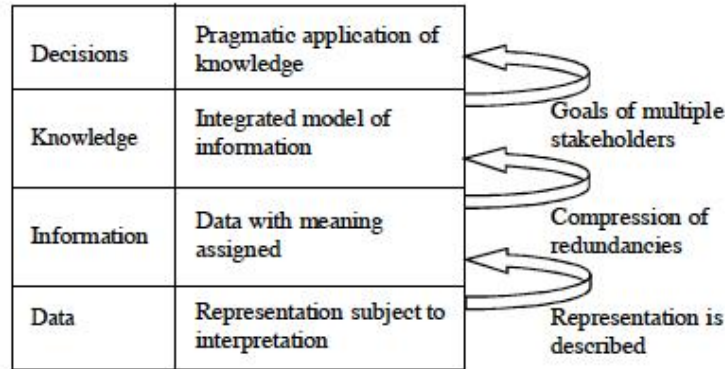 Decisions
Pragmatic application of
knowledge
Goals of multiple
stakeholders
Knowledge
Integrated model of
information
Compression of
redundancies
Information
Data with meaning
assigned
Representation is
described
Data
Representation subject to
interpretation